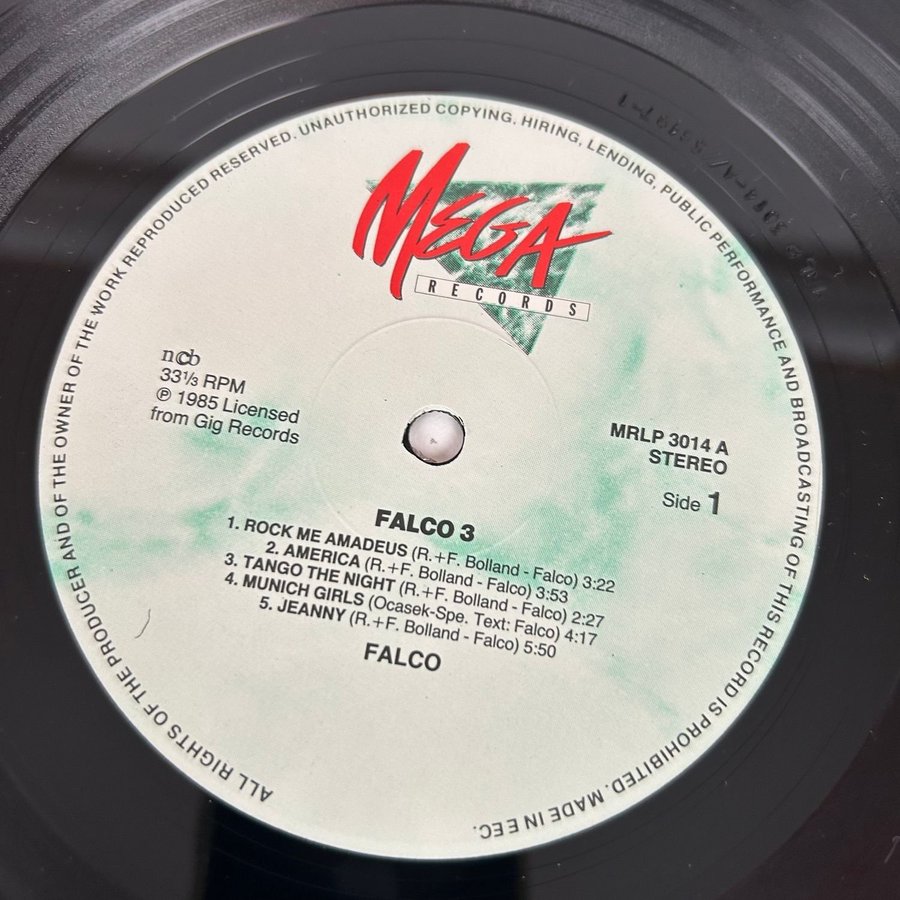 ALL RIGHTS OF THE PRODUCER AND OF THE OWNER OF THE WORK REPRODUCED RESERVED. UNAUTHORIZED COPYING, HIRING, LENDING, PUBLIC PERFORMANCE AND BROADCASTING OF THIS RECORD IS PROHIBITED. MADE IN EEC.
MEGA
RECORDS
ncb
33⅓ RPM
℗ 1985 Licensed
from Gig Records
MRLP 3014 A
STEREO
Side 1
FALCO 3
1. ROCK ME AMADEUS (R.+F. Bolland - Falco) 3:22
2. AMERICA (R.+F. Bolland - Falco) 3:53
3. TANGO THE NIGHT (R.+F. Bolland - Falco) 2:27
4. MUNICH GIRLS (Ocasek-Spe. Text: Falco) 4:17
5. JEANNY (R.+F. Bolland - Falco) 5:50
FALCO